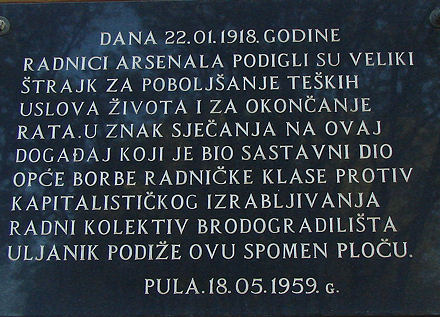 DANA 22.01.1918. GODINE
RADNICI ARSENALA PODIGLI SU VELIKI
ŠTRAJK ZA POBOLJŠANJE TEŠKIH
USLOVA ŽIVOTA I ZA OKONČANJE
RATA. U ZNAK SJEČANJA NA OVAJ
DOGAĐAJ KOJI JE BIO SASTAVNI DIO
OPĆE BORBE RADNIČKE KLASE PROTIV
KAPITALISTIČKOG IZRABLJIVANJA
RADNI KOLEKTIV BRODOGRADILIŠTA
ULJANIK PODIŽE OVU SPOMEN PLOČU.
PULA. 18.05.1959. G.